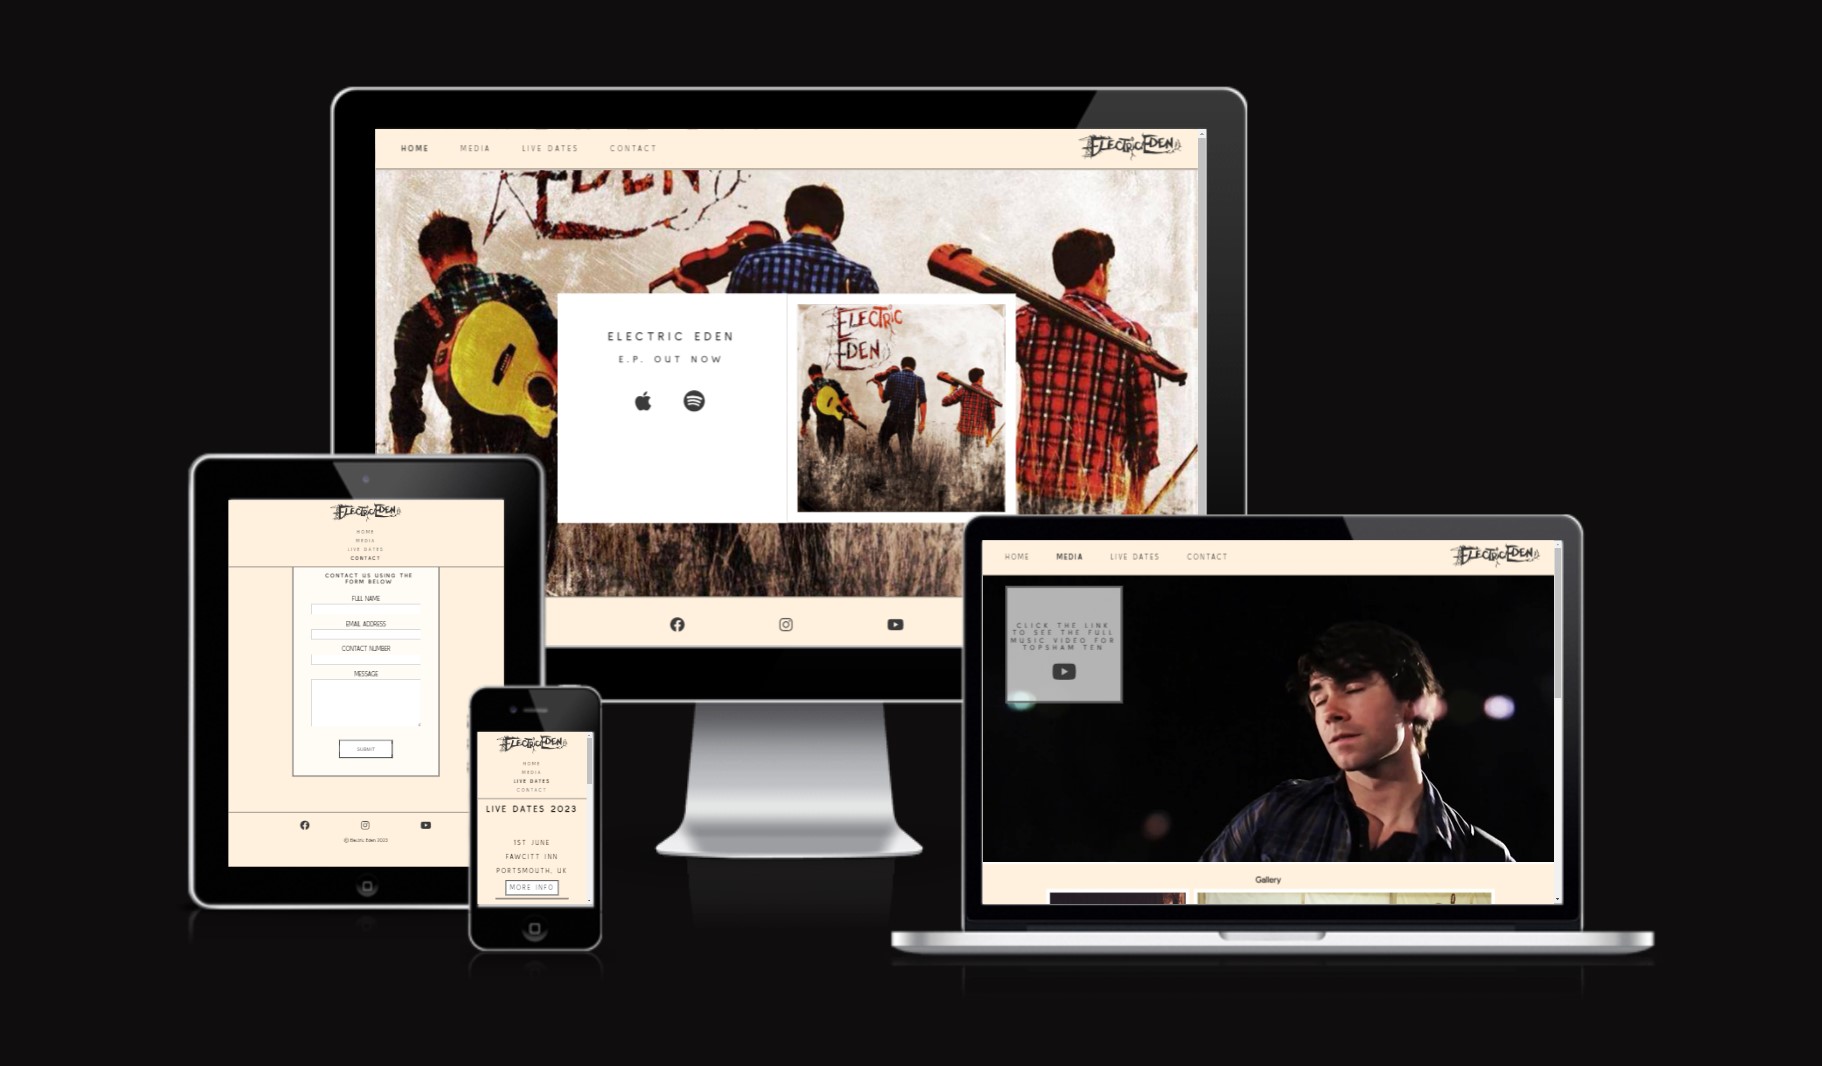 HOME MEDIA LIVE DATES CONTACT
ELECTRIC EDEN
EDEN
ELECTRIC EDEN
E.P. OUT NOW
ELECTRIC
EDEN
ELECTRIC EDEN
HOME
MEDIA
LIVE DATES
CONTACT
CONTACT US USING THE
FORM BELOW
FULL NAME
EMAIL ADDRESS
CONTACT NUMBER
MESSAGE
SUBMIT
© Electric Eden 2023
ELECTRIC EDEN
HOME
MEDIA
LIVE DATES
CONTACT
LIVE DATES 2023
1ST JUNE
FAWCITT INN
PORTSMOUTH, UK
MORE INFO
HOME MEDIA LIVE DATES CONTACT
ELECTRIC EDEN
CLICK THE LINK
TO SEE THE FULL
MUSIC VIDEO FOR
TOPSHAM TEN
Gallery